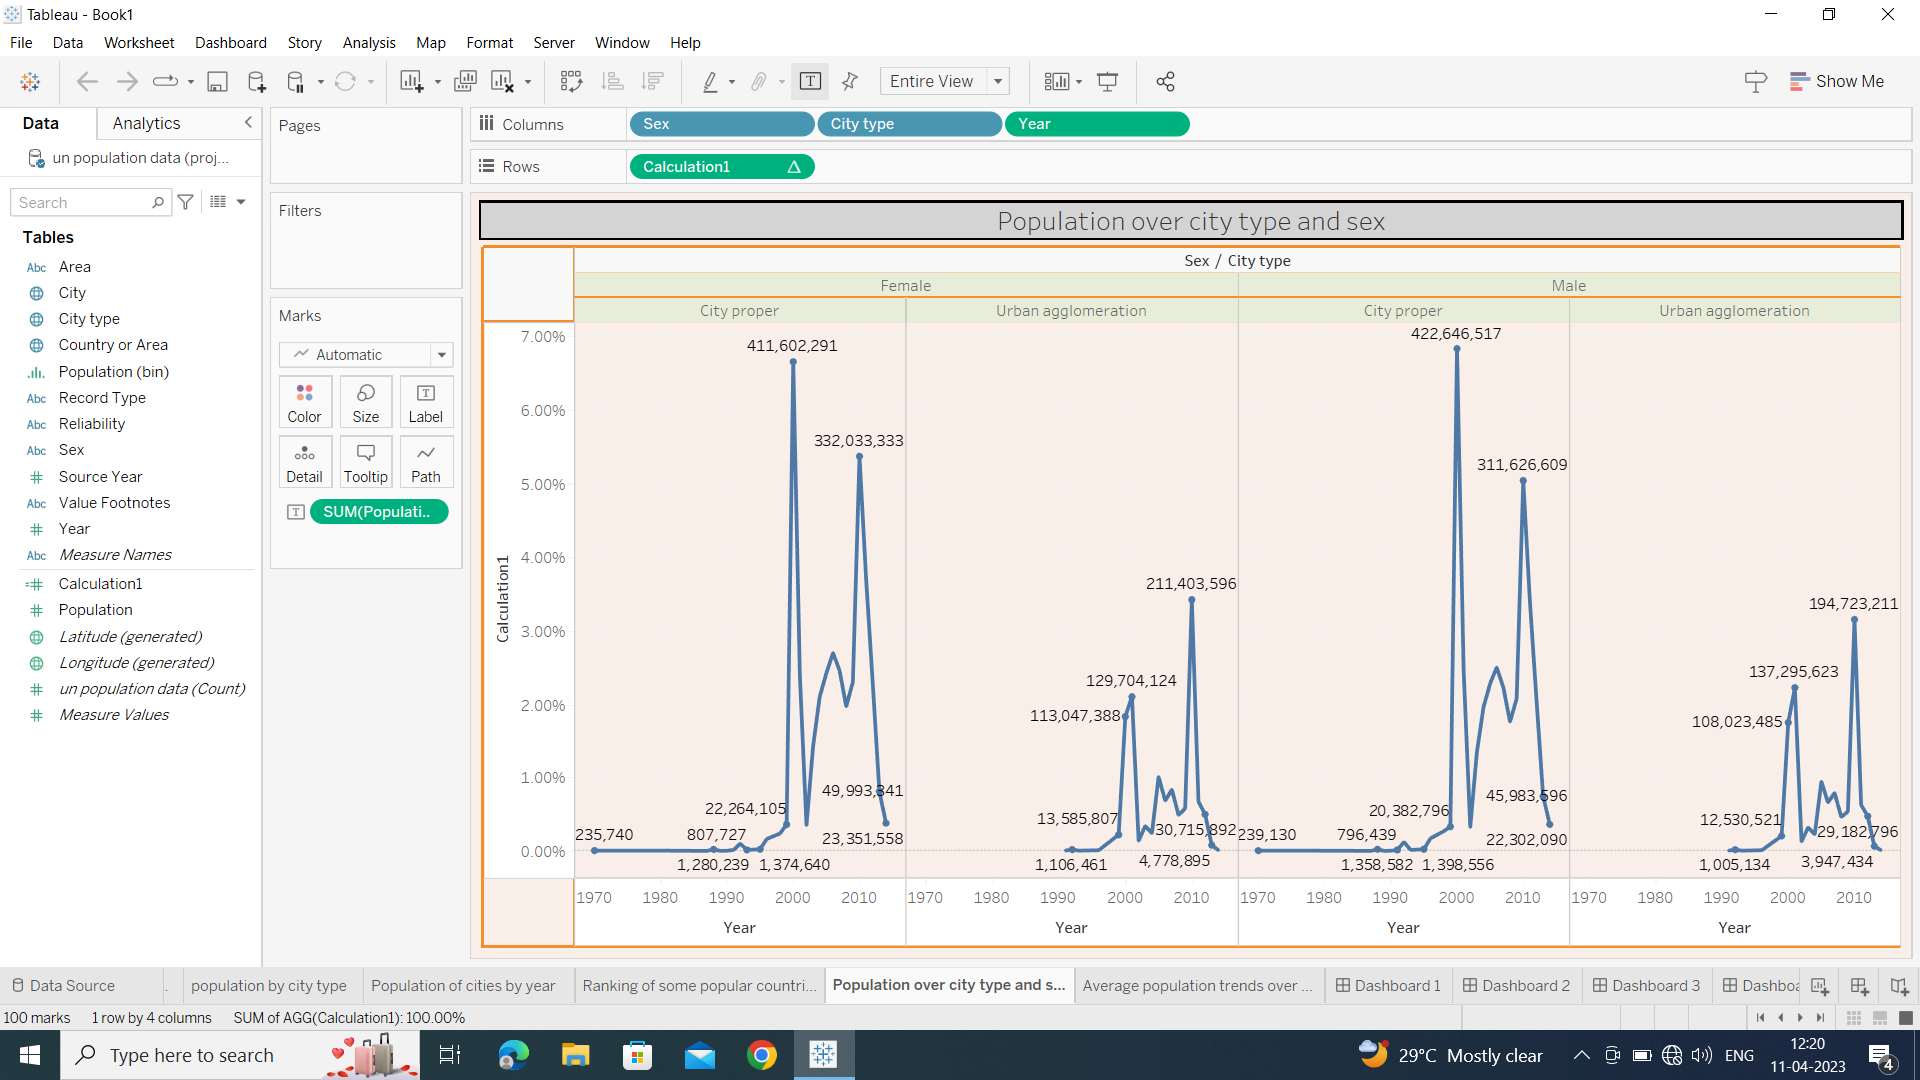 Tableau - Book1
File Data Worksheet Dashboard Story Analysis Map Format Server Window Help
Entire View
Show Me
Data Analytics
un population data (proj...
Search
Tables
Abc Area
City
City type
Country or Area
Population (bin)
Abc Record Type
Abc Reliability
Abc Sex
# Source Year
Abc Value Footnotes
# Year
Abc Measure Names
=# Calculation1
# Population
Latitude (generated)
Longitude (generated)
# un population data (Count)
# Measure Values
Pages
Filters
Marks
Automatic
Color Size Label
Detail Tooltip Path
SUM(Populati..
Columns Sex City type Year
Rows Calculation1 Δ
Population over city type and sex
Sex / City type
Female Male
City proper Urban agglomeration City proper Urban agglomeration
Calculation1
7.00%
6.00%
5.00%
4.00%
3.00%
2.00%
1.00%
0.00%
411,602,291
332,033,333
22,264,105
49,993,341
235,740
807,727
23,351,558
1,280,239
1,374,640
211,403,596
129,704,124
113,047,388
13,585,807
30,715,892
1,106,461
4,778,895
422,646,517
311,626,609
20,382,796
45,983,596
239,130
796,439
22,302,090
1,358,582
1,398,556
194,723,211
137,295,623
108,023,485
12,530,521
29,182,796
1,005,134
3,947,434
1970 1980 1990 2000 2010 1970 1980 1990 2000 2010 1970 1980 1990 2000 2010 1970 1980 1990 2000 2010
Year Year Year Year
Data Source . population by city type Population of cities by year Ranking of some popular countri... Population over city type and s... Average population trends over ... Dashboard 1 Dashboard 2 Dashboard 3 Dashboa
100 marks 1 row by 4 columns SUM of AGG(Calculation1): 100.00%
Type here to search
29°C Mostly clear
ENG
12:20
11-04-2023
4